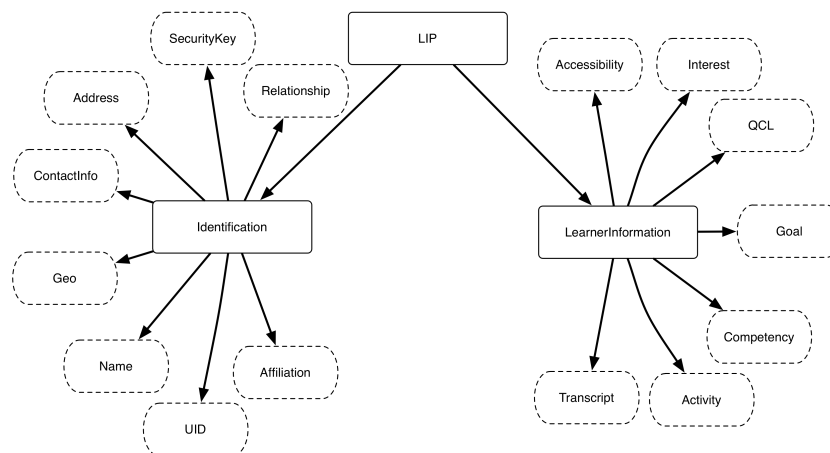 LIP
SecurityKey
Relationship
Address
ContactInfo
Identification
Geo
Name
UID
Affiliation
Accessibility
Interest
QCL
LearnerInformation
Goal
Competency
Activity
Transcript